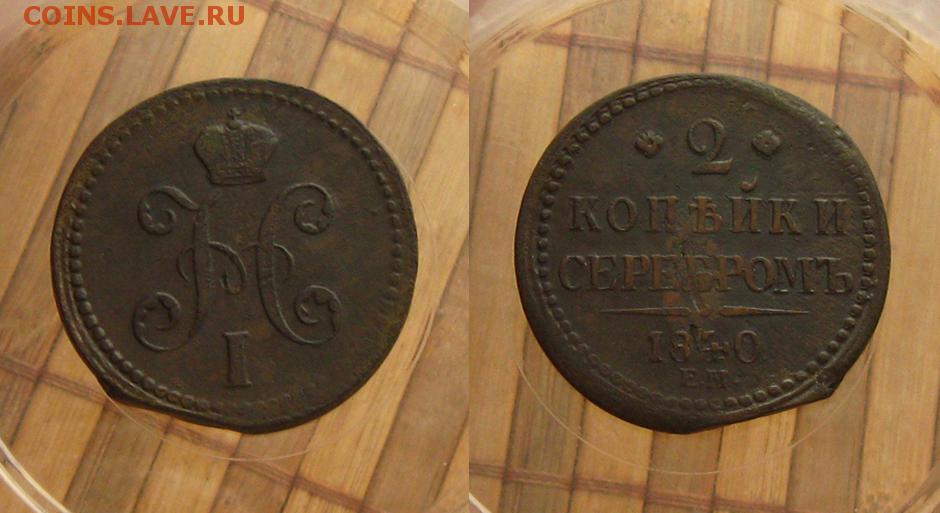 COINS.LAVE.RU
Н
I
2
КОПѢЙКИ
СЕРЕБРОМЪ
1840.
Е.М.